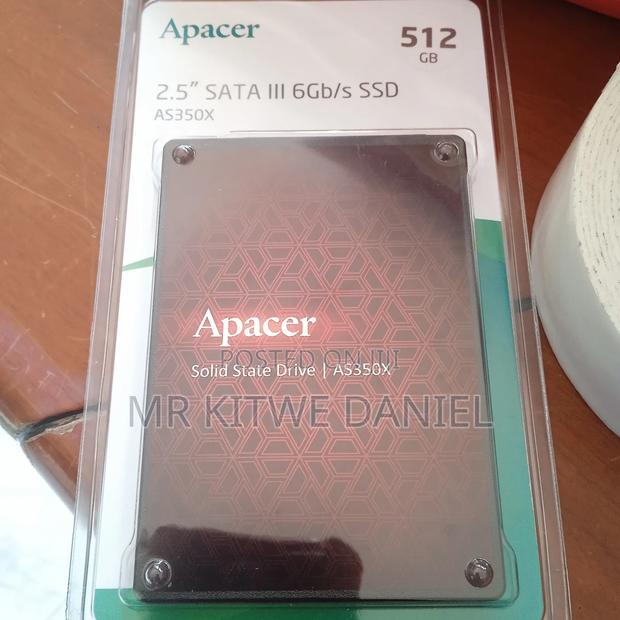 Apacer
512
GB
2.5" SATA III 6Gb/s SSD
AS350X
Apacer
POSTED ON JIJI
Solid State Drive | AS350X
MR KITWE DANIEL